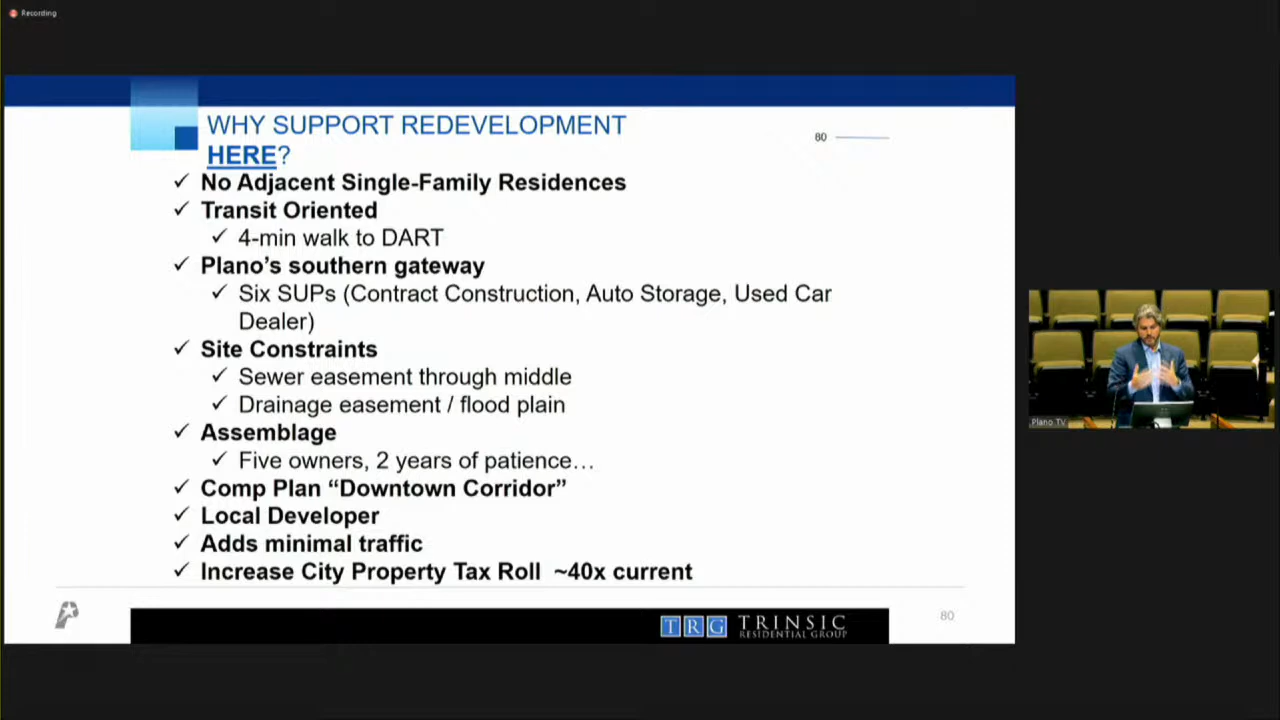 Recording
WHY SUPPORT REDEVELOPMENT
HERE?
80
✓ No Adjacent Single-Family Residences
✓ Transit Oriented
✓ 4-min walk to DART
✓ Plano’s southern gateway
✓ Six SUPs (Contract Construction, Auto Storage, Used Car
Dealer)
✓ Site Constraints
✓ Sewer easement through middle
✓ Drainage easement / flood plain
✓ Assemblage
✓ Five owners, 2 years of patience…
✓ Comp Plan “Downtown Corridor”
✓ Local Developer
✓ Adds minimal traffic
✓ Increase City Property Tax Roll ~40x current
TRG TRINSIC
RESIDENTIAL GROUP
80
Plano TV